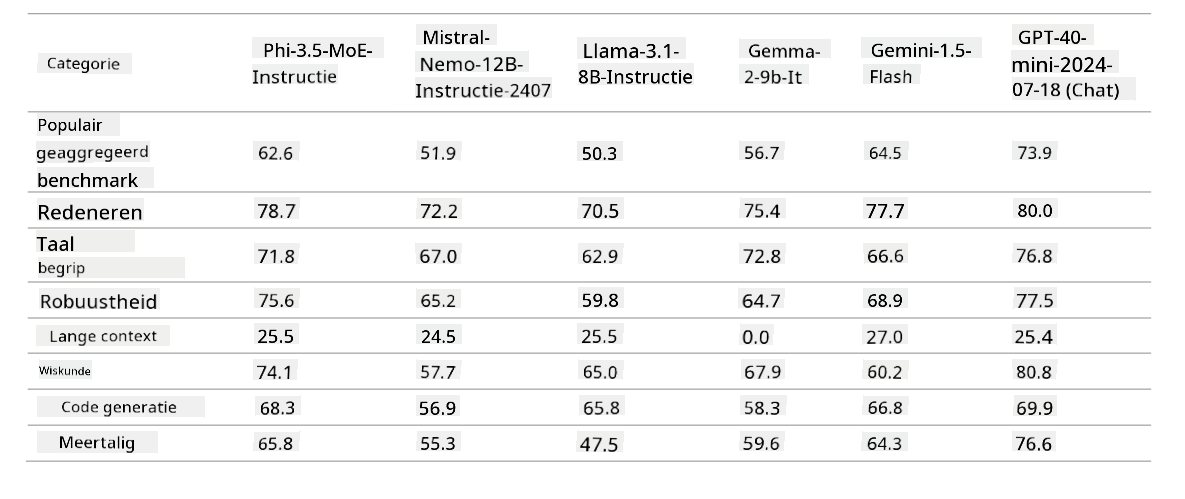 Categorie
Phi-3.5-MoE-
Instructie
Mistral-
Nemo-12B-
Instructie-2407
Llama-3.1-
8B-Instructie
Gemma-
2-9b-It
Gemini-1.5-
Flash
GPT-40-
mini-2024-
07-18 (Chat)
Populair
geaggregeerd
benchmark
62.6 51.9 50.3 56.7 64.5 73.9
Redeneren 78.7 72.2 70.5 75.4 77.7 80.0
Taal
begrip
71.8 67.0 62.9 72.8 66.6 76.8
Robuustheid 75.6 65.2 59.8 64.7 68.9 77.5
Lange context 25.5 24.5 25.5 0.0 27.0 25.4
Wiskunde 74.1 57.7 65.0 67.9 60.2 80.8
Code generatie 68.3 56.9 65.8 58.3 66.8 69.9
Meertalig 65.8 55.3 47.5 59.6 64.3 76.6